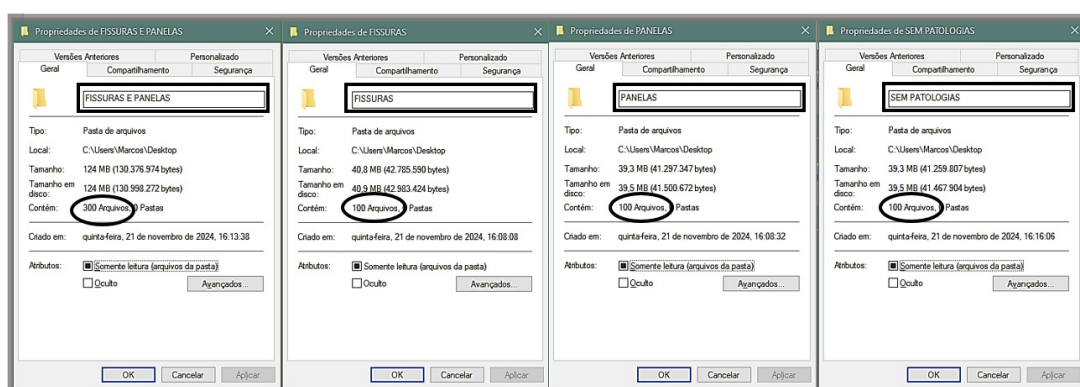 Propriedades de FISSURAS E PANELAS
Versões Anteriores Personalizado
Geral Compartilhamento Segurança
FISSURAS E PANELAS
Tipo: Pasta de arquivos
Local: C:\Users\Marcos\Desktop
Tamanho: 124 MB (130.376.974 bytes)
Tamanho em disco: 124 MB (130.998.272 bytes)
Contém: 300 Arquivos, 0 Pastas
Criado em: quinta-feira, 21 de novembro de 2024, 16:13:38
Atributos: Somente leitura (arquivos da pasta)
Oculto Avançados...
OK Cancelar Aplicar
Propriedades de FISSURAS
Versões Anteriores Personalizado
Geral Compartilhamento Segurança
FISSURAS
Tipo: Pasta de arquivos
Local: C:\Users\Marcos\Desktop
Tamanho: 40,8 MB (42.785.590 bytes)
Tamanho em disco: 40,9 MB (42.983.424 bytes)
Contém: 100 Arquivos, Pastas
Criado em: quinta-feira, 21 de novembro de 2024, 16:08:08
Atributos: Somente leitura (arquivos da pasta)
Oculto Avançados...
OK Cancelar Aplicar
Propriedades de PANELAS
Versões Anteriores Personalizado
Geral Compartilhamento Segurança
PANELAS
Tipo: Pasta de arquivos
Local: C:\Users\Marcos\Desktop
Tamanho: 39,3 MB (41.297.347 bytes)
Tamanho em disco: 39,5 MB (41.500.672 bytes)
Contém: 100 Arquivos, Pastas
Criado em: quinta-feira, 21 de novembro de 2024, 16:08:32
Atributos: Somente leitura (arquivos da pasta)
Oculto Avançados...
OK Cancelar Aplicar
Propriedades de SEM PATOLOGIAS
Versões Anteriores Personalizado
Geral Compartilhamento Segurança
SEM PATOLOGIAS
Tipo: Pasta de arquivos
Local: C:\Users\Marcos\Desktop
Tamanho: 39,3 MB (41.259.807 bytes)
Tamanho em disco: 39,5 MB (41.467.904 bytes)
Contém: 100 Arquivos, Pastas
Criado em: quinta-feira, 21 de novembro de 2024, 16:16:06
Atributos: Somente leitura (arquivos da pasta)
Oculto Avançados...
OK Cancelar Aplicar